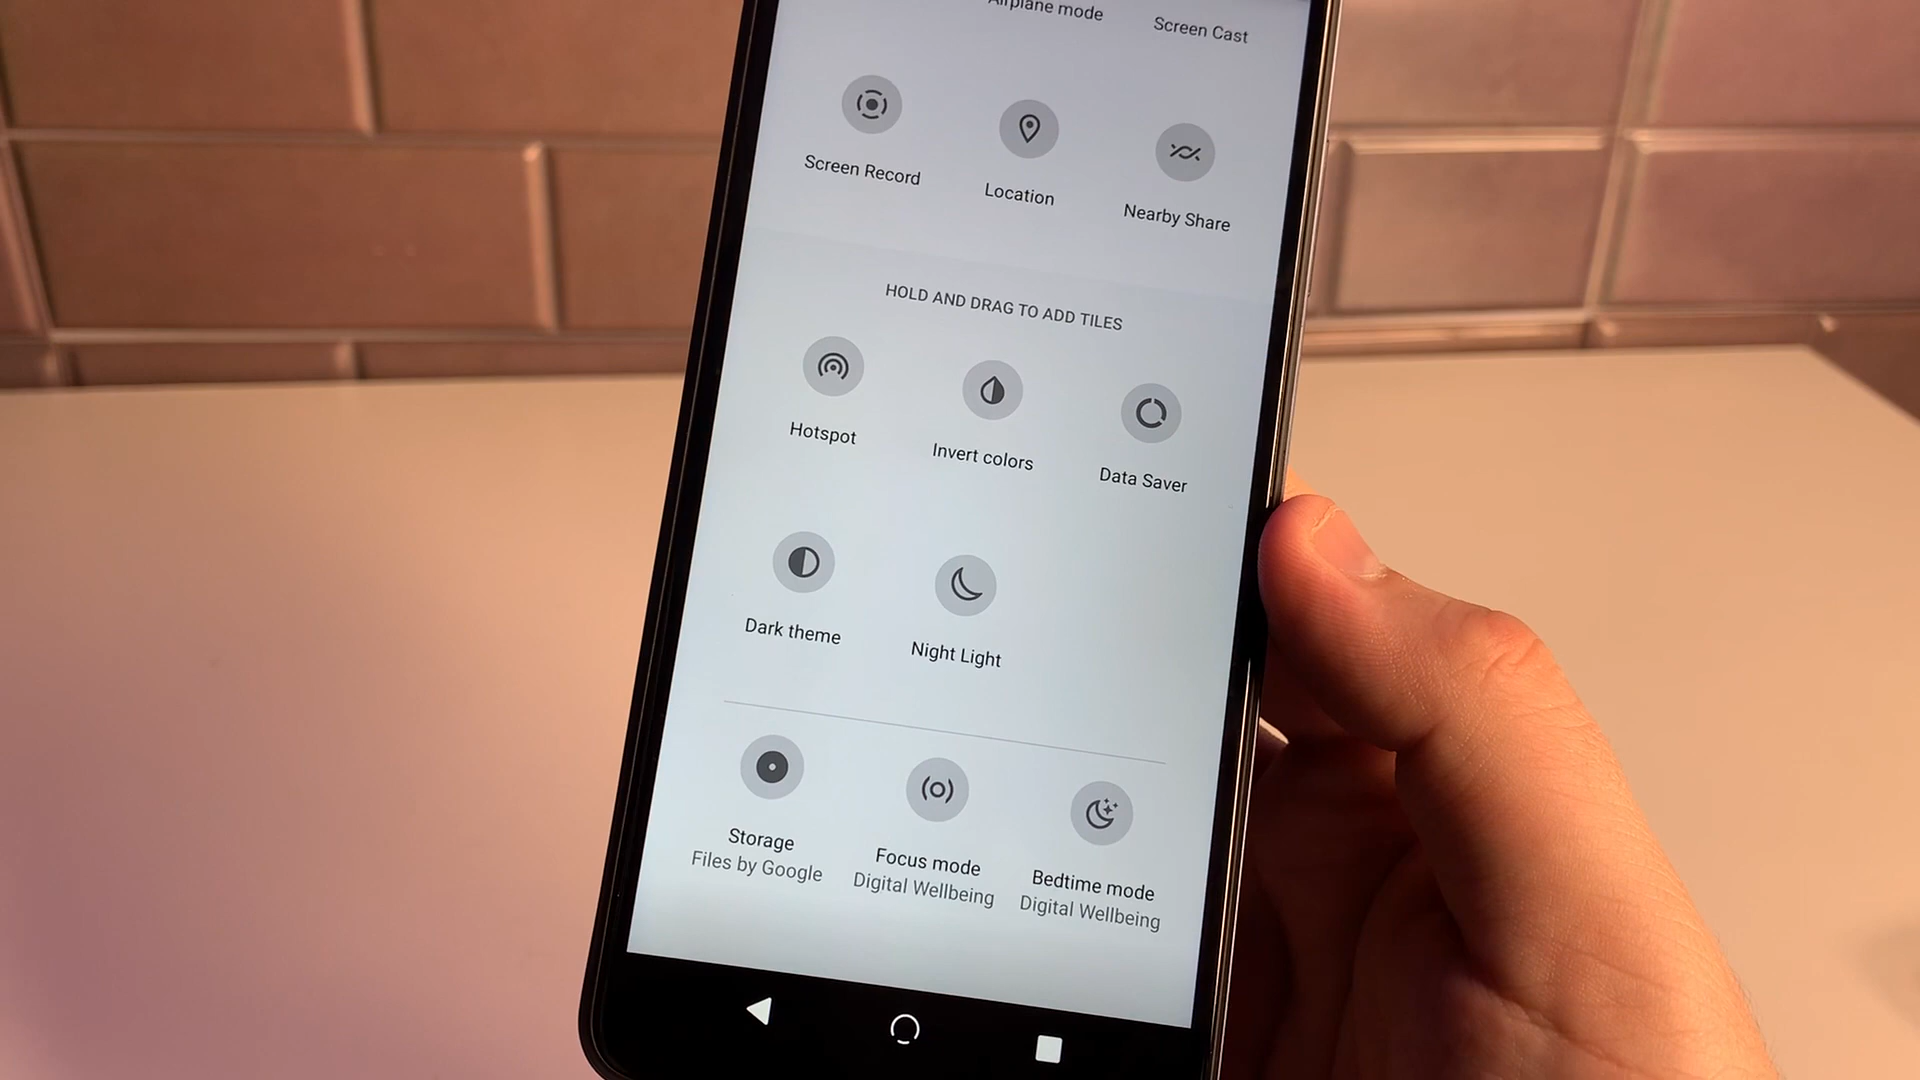 Airplane mode
Screen Cast
Screen Record
Location
Nearby Share
HOLD AND DRAG TO ADD TILES
Hotspot
Invert colors
Data Saver
Dark theme
Night Light
Storage
Files by Google
Focus mode
Digital Wellbeing
Bedtime mode
Digital Wellbeing